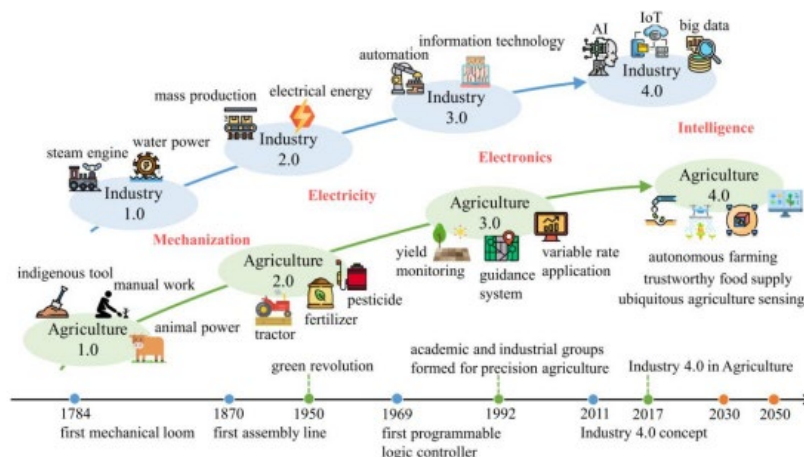 AI
IoT
big data
automation
information technology
Industry
4.0
mass production
electrical energy
Industry
3.0
Intelligence
steam engine
water power
Industry
2.0
Electronics
Agriculture
4.0
Industry
1.0
Electricity
Agriculture
3.0
Mechanization
yield
monitoring
guidance
system
variable rate
application
autonomous farming
trustworthy food supply
ubiquitous agriculture sensing
indigenous tool
manual work
Agriculture
2.0
pesticide
fertilizer
tractor
Agriculture
1.0
animal power
green revolution
academic and industrial groups
formed for precision agriculture
Industry 4.0 in Agriculture
1784
1870
1950
1969
1992
2011
2017
2030
2050
first mechanical loom
first assembly line
first programmable
logic controller
Industry 4.0 concept